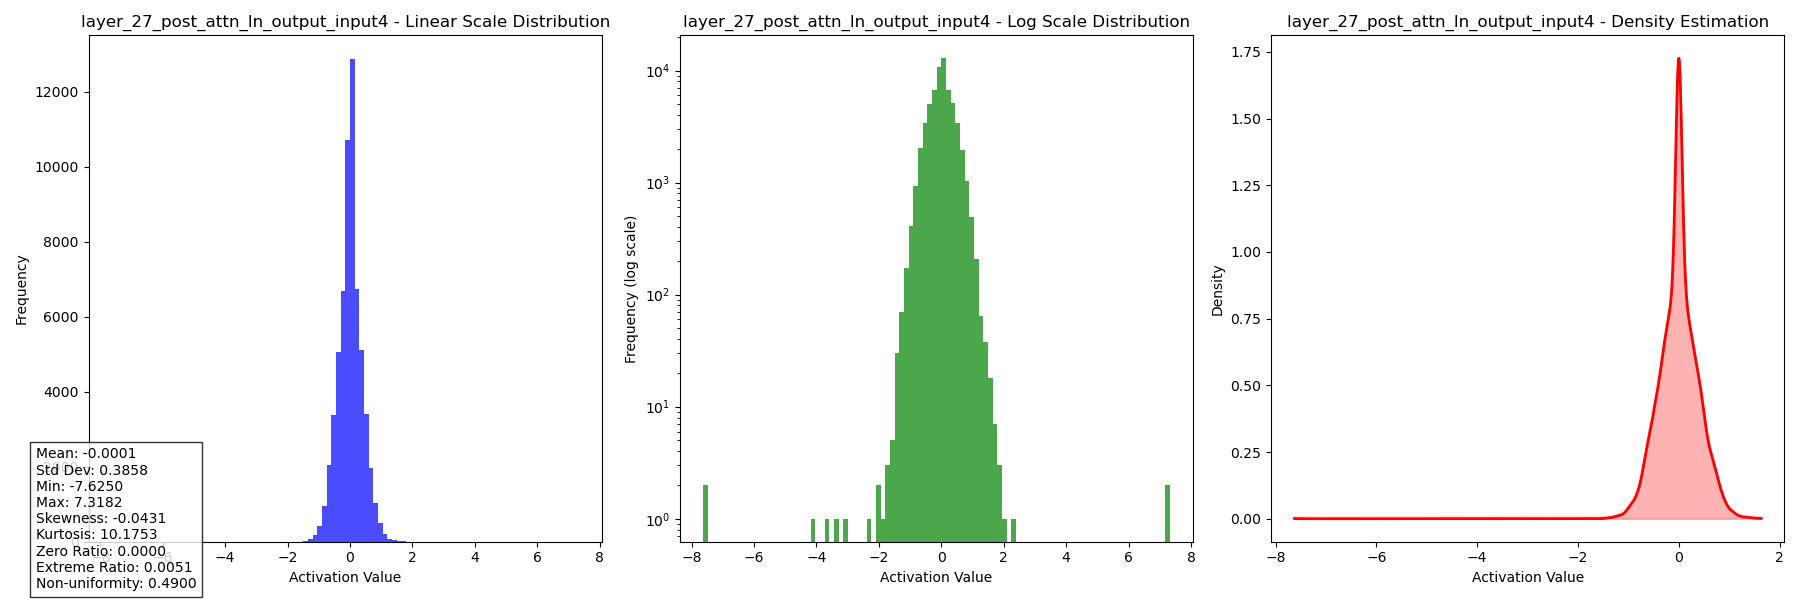 layer_27_post_attn_ln_output_input4 - Linear Scale Distribution
12000
10000
8000
6000
4000
Frequency
Mean: -0.0001
Std Dev: 0.3858
Min: -7.6250
Max: 7.3182
Skewness: -0.0431
Kurtosis: 10.1753
Zero Ratio: 0.0000
Extreme Ratio: 0.0051
Non-uniformity: 0.4900
−4 −2 0 2 4 6 8
Activation Value
layer_27_post_attn_ln_output_input4 - Log Scale Distribution
10^4
10^3
10^2
10^1
10^0
Frequency (log scale)
−8 −6 −4 −2 0 2 4 6 8
Activation Value
layer_27_post_attn_ln_output_input4 - Density Estimation
1.75
1.50
1.25
1.00
0.75
0.50
0.25
0.00
Density
−8 −6 −4 −2 0 2
Activation Value